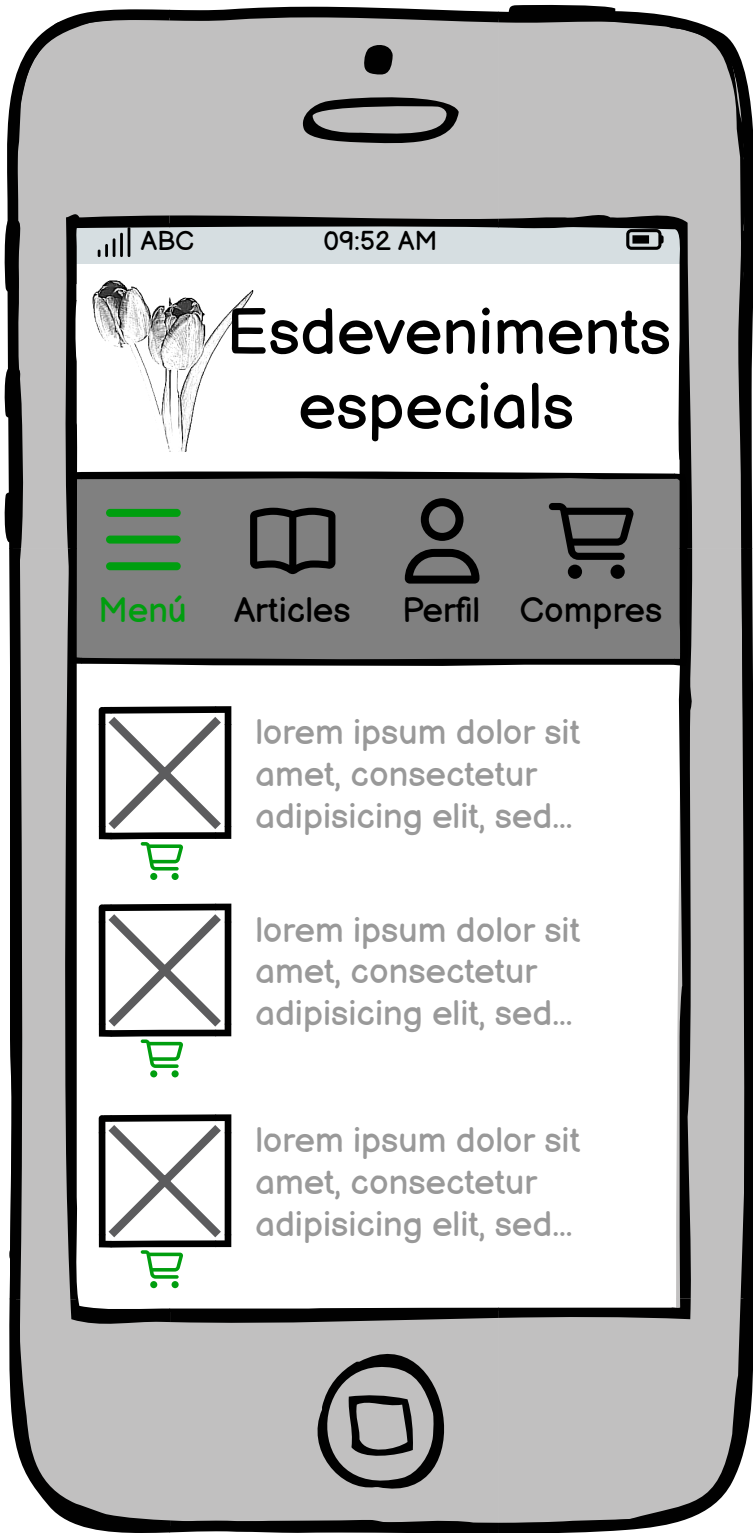 ABC 09:52 AM
Esdeveniments
especials
Menú Articles Perfil Compres
lorem ipsum dolor sit
amet, consectetur
adipisicing elit, sed...
lorem ipsum dolor sit
amet, consectetur
adipisicing elit, sed...
lorem ipsum dolor sit
amet, consectetur
adipisicing elit, sed...